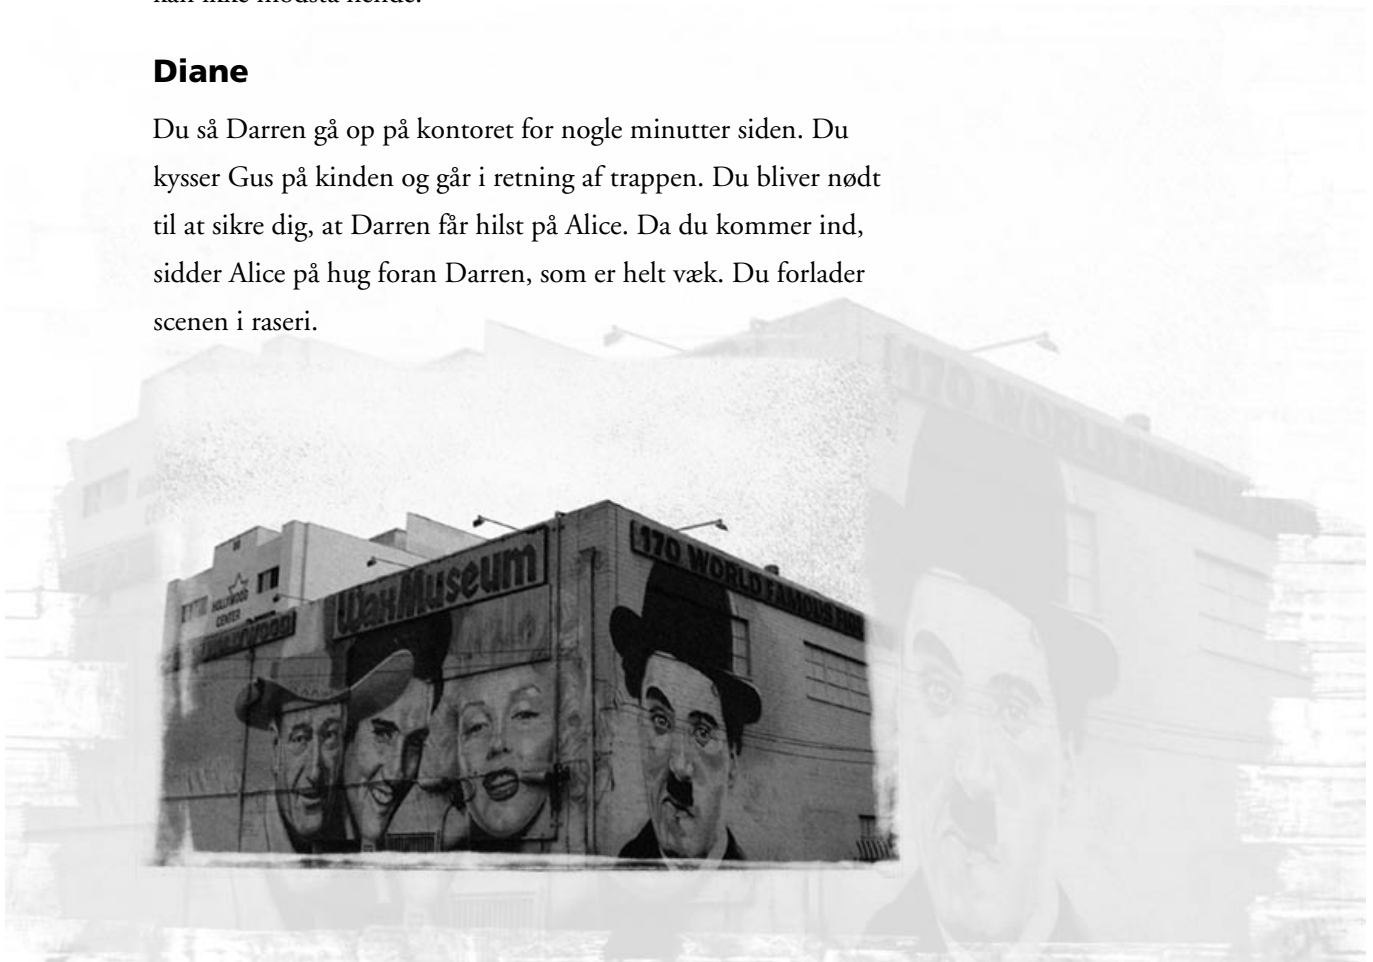 kan ikke modstå hende.
Diane
Du så Darren gå op på kontoret for nogle minutter siden. Du
kysser Gus på kinden og går i retning af trappen. Du bliver nødt
til at sikre dig, at Darren får hilst på Alice. Da du kommer ind,
sidder Alice på hug foran Darren, som er helt væk. Du forlader
scenen i raseri.
170 WORLD FAMOUS
Wax Museum
170 WORLD FAMOUS
HOLLYWOOD
CENTER